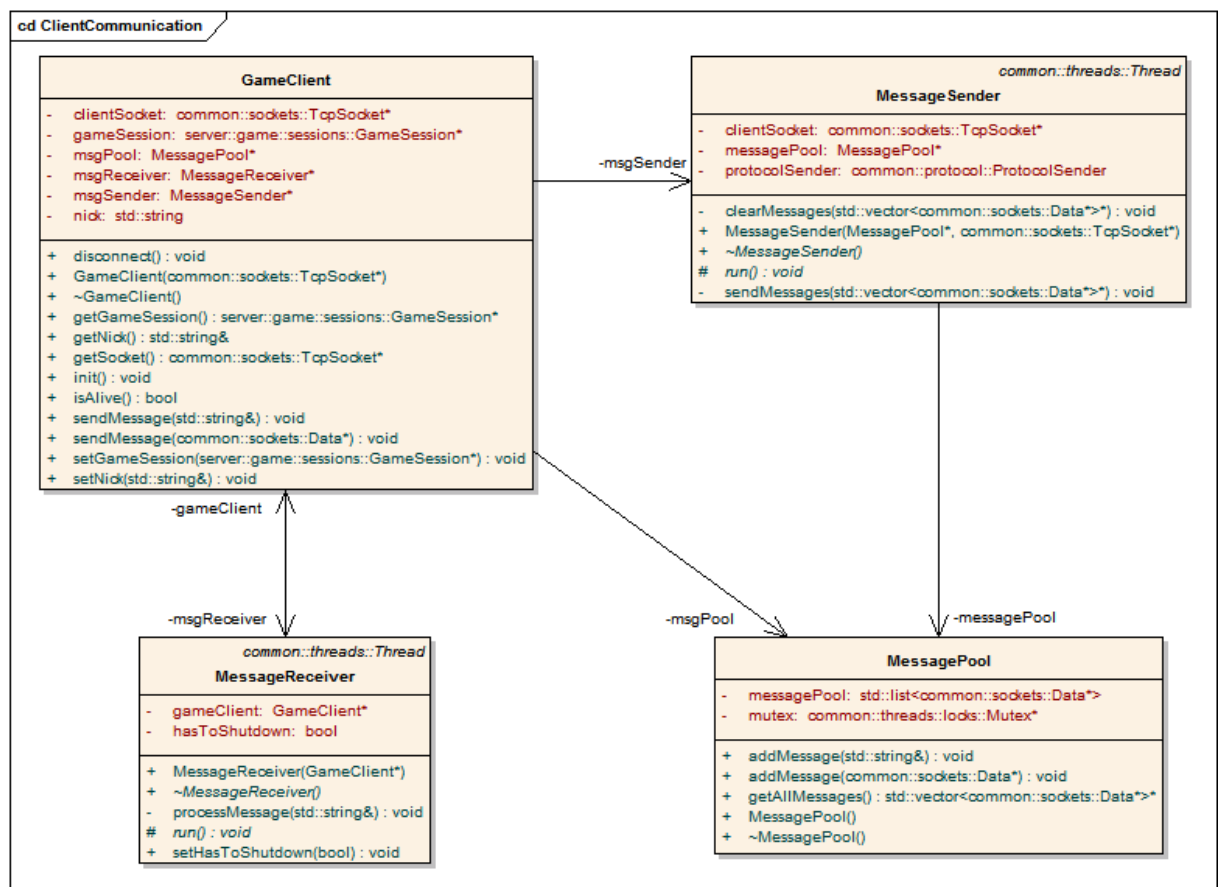 cd ClientCommunication
GameClient
- clientSocket: common::sockets::TcpSocket*
- gameSession: server::game::sessions::GameSession*
- msgPool: MessagePool*
- msgReceiver: MessageReceiver*
- msgSender: MessageSender*
- nick: std::string
+ disconnect() : void
+ GameClient(common::sockets::TcpSocket*)
+ ~GameClient()
+ getGameSession() : server::game::sessions::GameSession*
+ getNick() : std::string&
+ getSocket() : common::sockets::TcpSocket*
+ init() : void
+ isAlive() : bool
+ sendMessage(std::string&) : void
+ sendMessage(common::sockets::Data*) : void
+ setGameSession(server::game::sessions::GameSession*) : void
+ setNick(std::string&) : void
-msgSender
common::threads::Thread
MessageSender
- clientSocket: common::sockets::TcpSocket*
- messagePool: MessagePool*
- protocolSender: common::protocol::ProtocolSender
- clearMessages(std::vector<common::sockets::Data*>*) : void
+ MessageSender(MessagePool*, common::sockets::TcpSocket*)
+ ~MessageSender()
# run() : void
- sendMessages(std::vector<common::sockets::Data*>*) : void
-gameClient
-msgReceiver
-msgPool
-messagePool
common::threads::Thread
MessageReceiver
- gameClient: GameClient*
- hasToShutdown: bool
+ MessageReceiver(GameClient*)
+ ~MessageReceiver()
- processMessage(std::string&) : void
# run() : void
+ setHasToShutdown(bool) : void
MessagePool
- messagePool: std::list<common::sockets::Data*>
- mutex: common::threads::locks::Mutex*
+ addMessage(std::string&) : void
+ addMessage(common::sockets::Data*) : void
+ getAllMessages() : std::vector<common::sockets::Data*>*
+ MessagePool()
+ ~MessagePool()